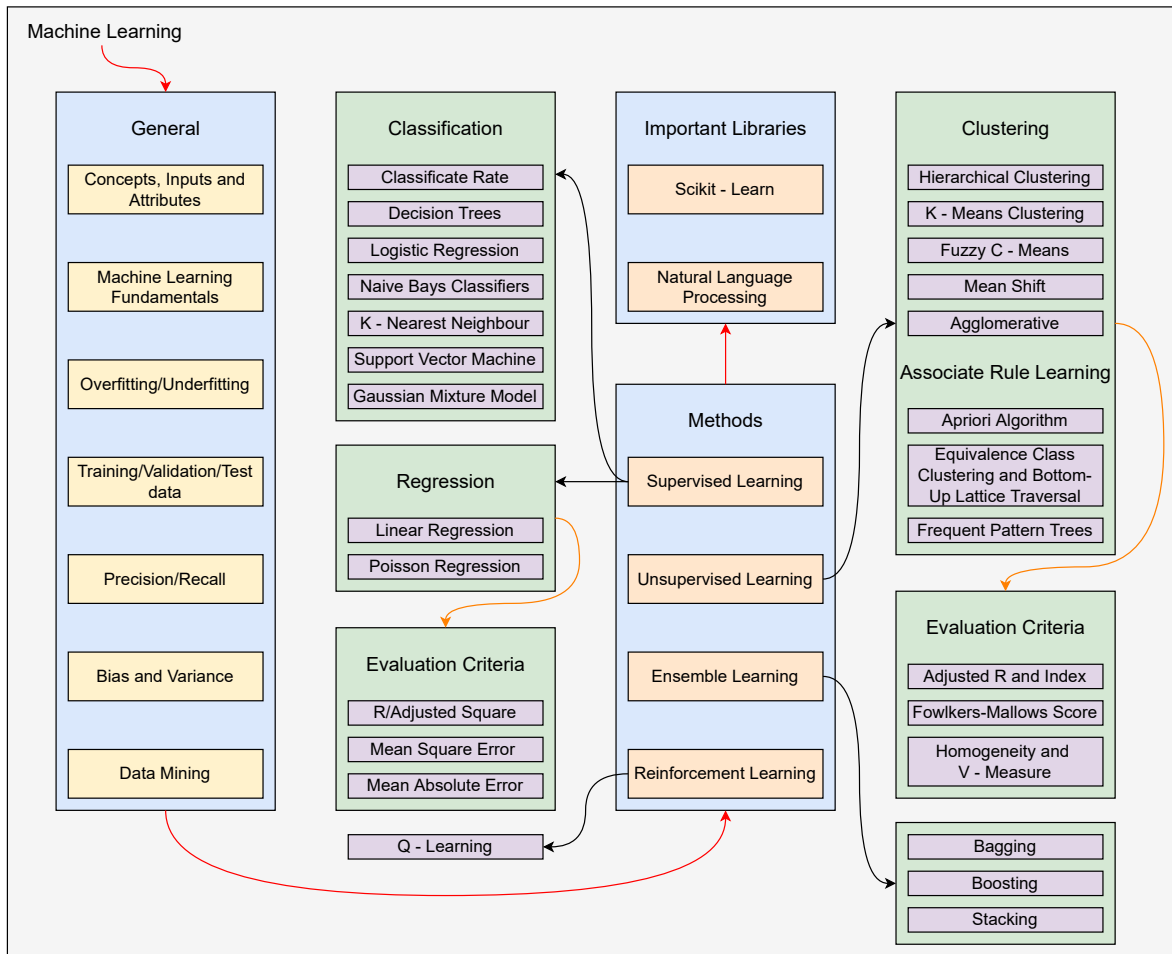 Machine Learning
General
Concepts, Inputs and
Attributes
Machine Learning
Fundamentals
Overfitting/Underfitting
Training/Validation/Test
data
Precision/Recall
Bias and Variance
Data Mining
Classification
Classificate Rate
Decision Trees
Logistic Regression
Naive Bays Classifiers
K - Nearest Neighbour
Support Vector Machine
Gaussian Mixture Model
Regression
Linear Regression
Poisson Regression
Evaluation Criteria
R/Adjusted Square
Mean Square Error
Mean Absolute Error
Q - Learning
Important Libraries
Scikit - Learn
Natural Language
Processing
Methods
Supervised Learning
Unsupervised Learning
Ensemble Learning
Reinforcement Learning
Clustering
Hierarchical Clustering
K - Means Clustering
Fuzzy C - Means
Mean Shift
Agglomerative
Associate Rule Learning
Apriori Algorithm
Equivalence Class
Clustering and Bottom-
Up Lattice Traversal
Frequent Pattern Trees
Evaluation Criteria
Adjusted R and Index
Fowlkers-Mallows Score
Homogeneity and
V - Measure
Bagging
Boosting
Stacking